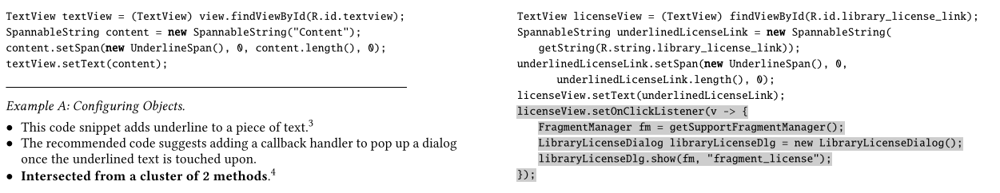 TextView textView = (TextView) view.findViewById(R.id.textview);
SpannableString content = new SpannableString("Content");
content.setSpan(new UnderlineSpan(), 0, content.length(), 0);
textView.setText(content);
Example A: Configuring Objects.
• This code snippet adds underline to a piece of text.3
• The recommended code suggests adding a callback handler to pop up a dialog
once the underlined text is touched upon.
• Intersected from a cluster of 2 methods.4
TextView licenseView = (TextView) findViewById(R.id.library_license_link);
SpannableString underlinedLicenseLink = new SpannableString(
getString(R.string.library_license_link));
underlinedLicenseLink.setSpan(new UnderlineSpan(), 0,
underlinedLicenseLink.length(), 0);
licenseView.setText(underlinedLicenseLink);
licenseView.setOnClickListener(v -> {
FragmentManager fm = getSupportFragmentManager();
LibraryLicenseDialog libraryLicenseDlg = new LibraryLicenseDialog();
libraryLicenseDlg.show(fm, "fragment_license");
});